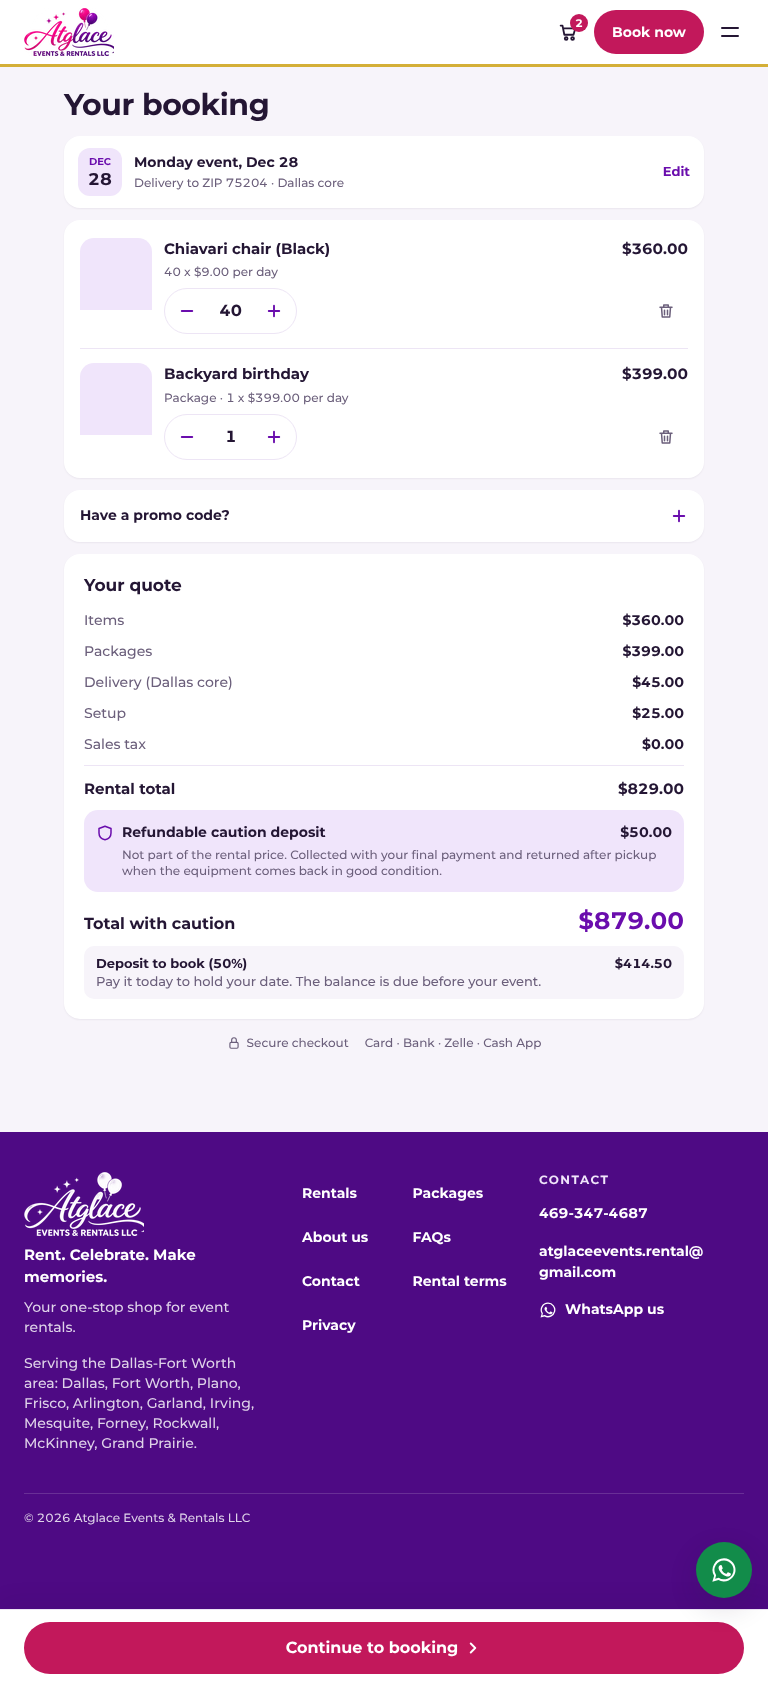 Atglace
EVENTS & RENTALS LLC
2
Book now
Your booking
DEC
28
Monday event, Dec 28
Delivery to ZIP 75204 · Dallas core
Edit
Chiavari chair (Black)
$360.00
40 x $9.00 per day
40
Backyard birthday
$399.00
Package · 1 x $399.00 per day
1
Have a promo code?
Your quote
Items
$360.00
Packages
$399.00
Delivery (Dallas core)
$45.00
Setup
$25.00
Sales tax
$0.00
Rental total
$829.00
Refundable caution deposit
$50.00
Not part of the rental price. Collected with your final payment and returned after pickup
when the equipment comes back in good condition.
Total with caution
$879.00
Deposit to book (50%)
$414.50
Pay it today to hold your date. The balance is due before your event.
Secure checkout
Card · Bank · Zelle · Cash App
Atglace
EVENTS & RENTALS LLC
Rent. Celebrate. Make
memories.
Your one-stop shop for event
rentals.
Serving the Dallas-Fort Worth
area: Dallas, Fort Worth, Plano,
Frisco, Arlington, Garland, Irving,
Mesquite, Forney, Rockwall,
McKinney, Grand Prairie.
Rentals
Packages
About us
FAQs
Contact
Rental terms
Privacy
CONTACT
469-347-4687
atglaceevents.rental@
gmail.com
WhatsApp us
© 2026 Atglace Events & Rentals LLC
Continue to booking